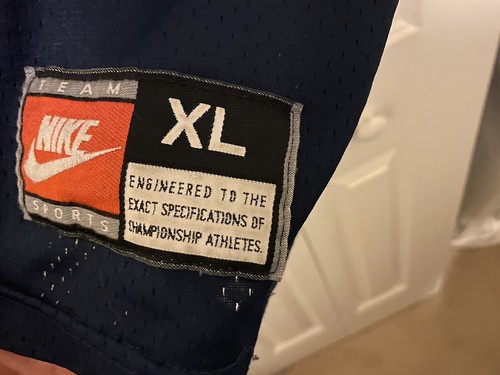 TEAM
NIKE
SPORTS
XL
ENGINEERED TO THE
EXACT SPECIFICATIONS OF
CHAMPIONSHIP ATHLETES.